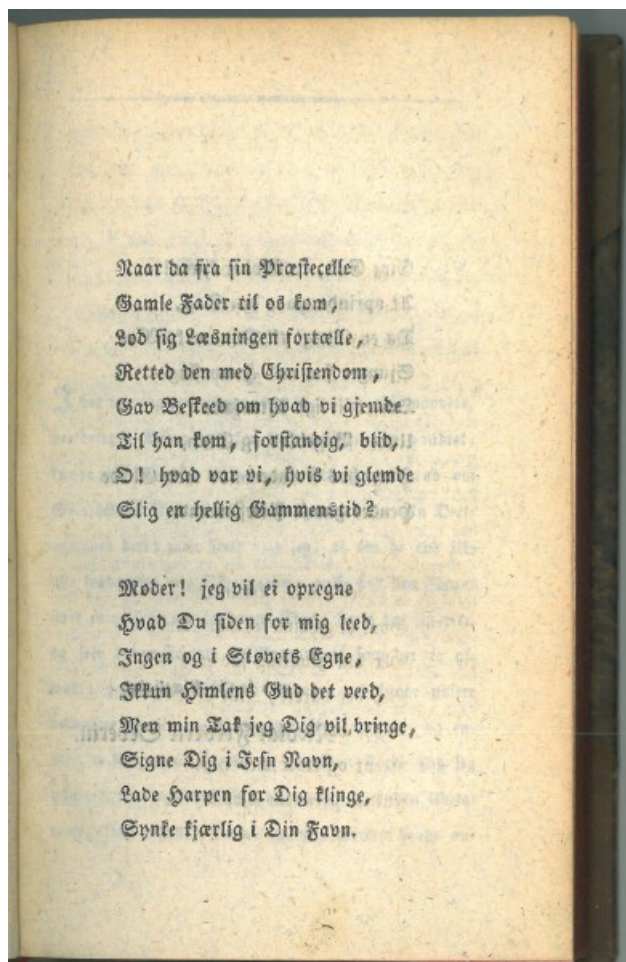 Naar da fra sin Præstecelle
Gamle Fader til os kom,
Lod sig Læsningen fortælle,
Retted den med Christendom,
Gav Beskeed om hvad vi gjemde
Til han kom, forstandig, blid,
O! hvad var vi, hvis vi glemde
Slig en hellig Gammenstid?
Moder! jeg vil ei opregne
Hvad Du siden for mig leed,
Ingen og i Støvets Egne,
Ikkun Himlens Gud det veed,
Men min Tak jeg Dig vil bringe,
Signe Dig i Jesu Navn,
Lade Harpen for Dig klinge,
Synke kjærlig i Din Favn.